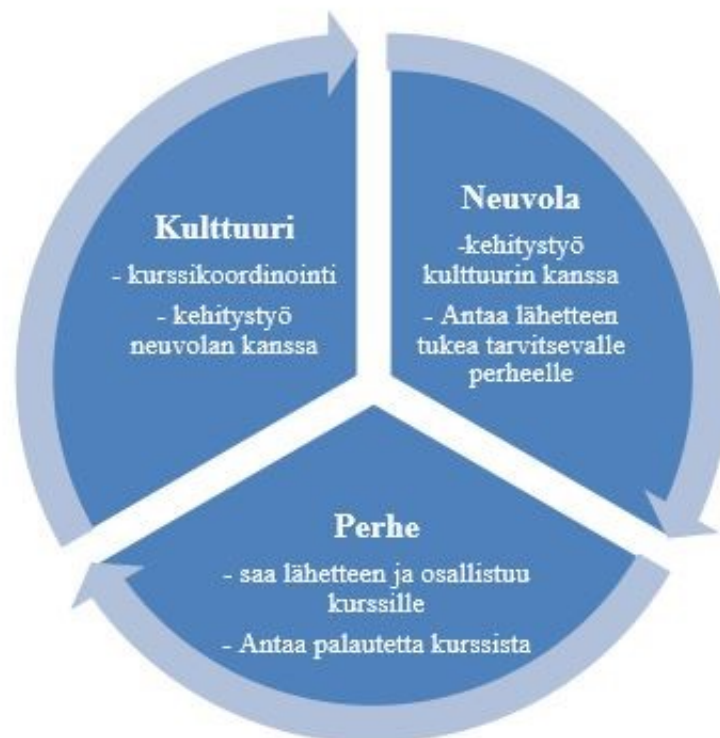 Kulttuuri
- kurssikoordinointi
- kehitystyö
neuvolan kanssa
Neuvola
-kehitystyö
kulttuurin kanssa
- Antaa lähetteen
tukea tarvitsevalle
perheelle
Perhe
- saa lähetteen ja osallistuu
kurssille
- Antaa palautetta kurssista